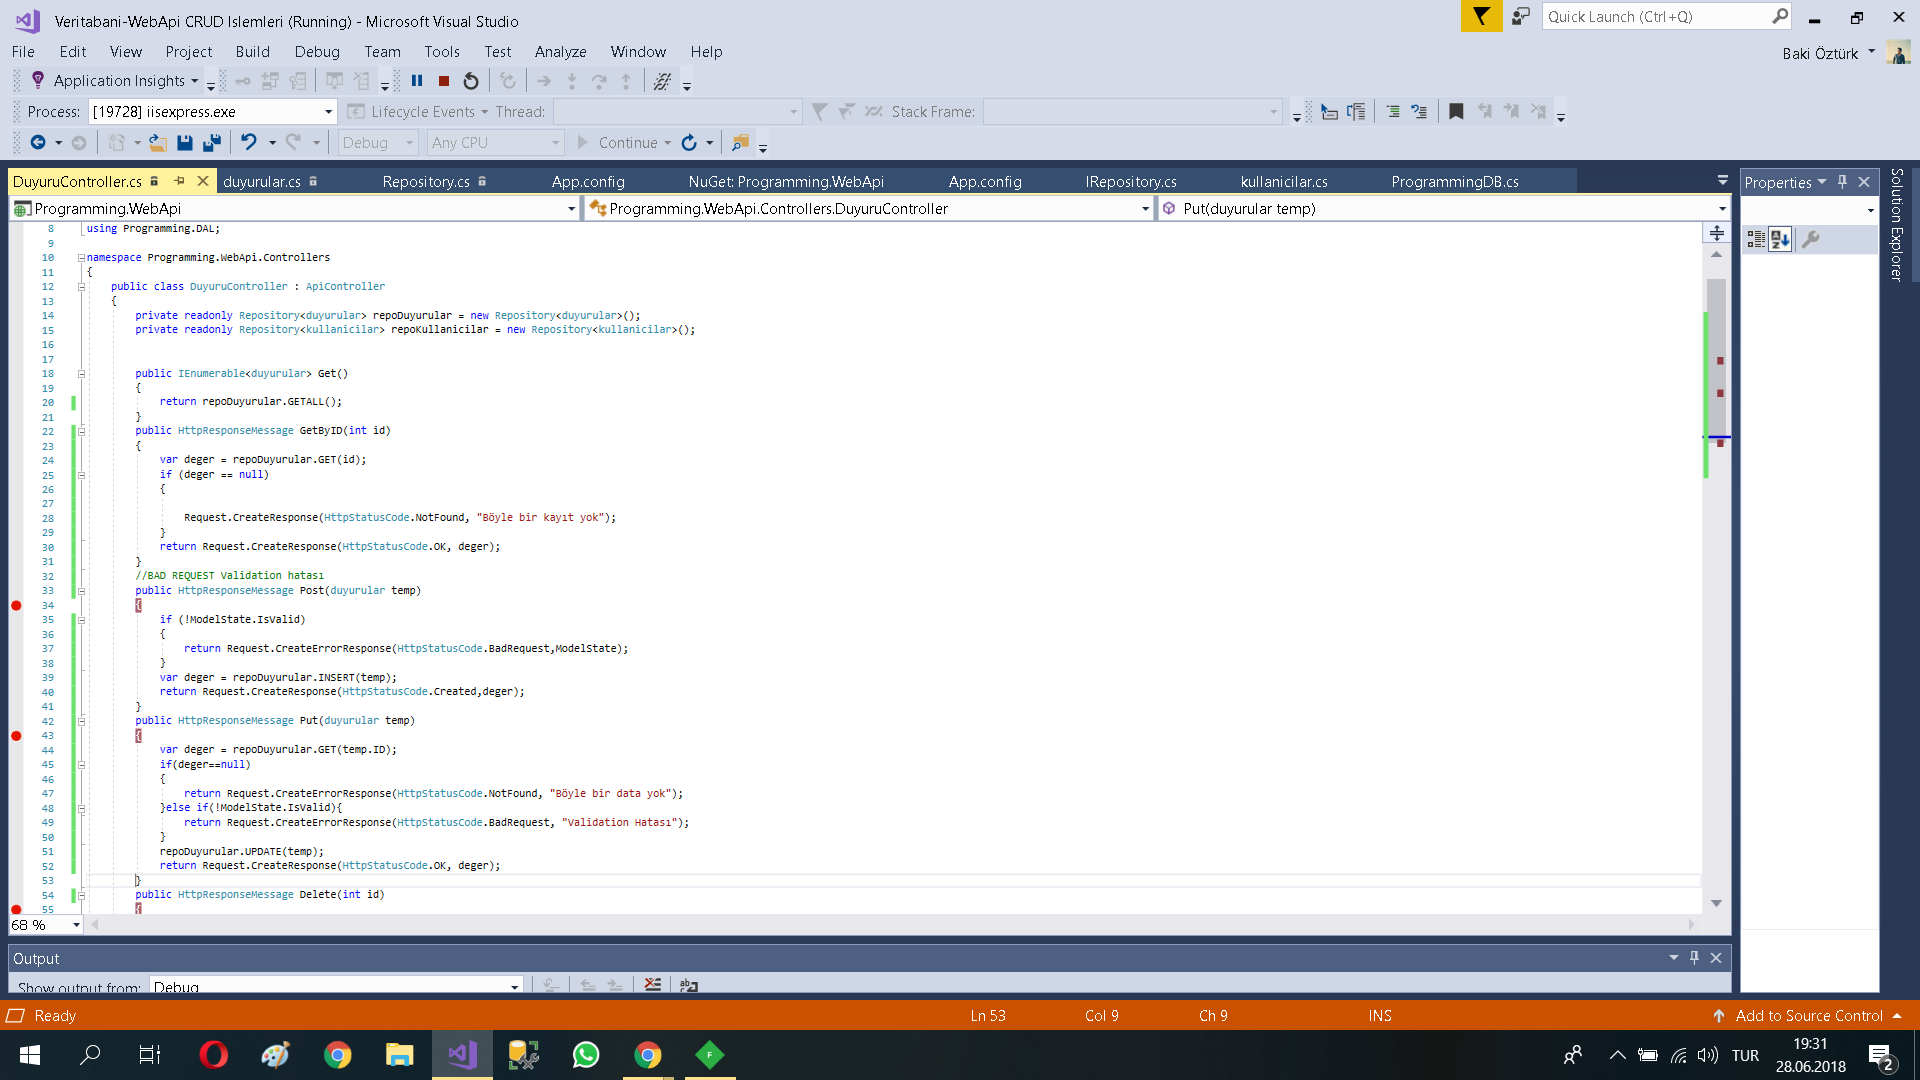 Veritabani-WebApi CRUD Islemleri (Running) - Microsoft Visual Studio
Quick Launch (Ctrl+Q)
File Edit View Project Build Debug Team Tools Test Analyze Window Help
Baki Öztürk
Application Insights
Process: [19728] iisexpress.exe Lifecycle Events Thread: Stack Frame:
Debug Any CPU Continue
DuyuruController.cs duyurular.cs Repository.cs App.config NuGet: Programming.WebApi App.config IRepository.cs kullanicilar.cs ProgrammingDB.cs
Properties
Solution Explorer
Programming.WebApi Programming.WebApi.Controllers.DuyuruController Put(duyurular temp)
8 using Programming.DAL;
9
10 namespace Programming.WebApi.Controllers
11 {
12 public class DuyuruController : ApiController
13 {
14 private readonly Repository<duyurular> repoDuyurular = new Repository<duyurular>();
15 private readonly Repository<kullanicilar> repoKullanicilar = new Repository<kullanicilar>();
16
17
18 public IEnumerable<duyurular> Get()
19 {
20 return repoDuyurular.GETALL();
21 }
22 public HttpResponseMessage GetByID(int id)
23 {
24 var deger = repoDuyurular.GET(id);
25 if (deger == null)
26 {
27
28 Request.CreateResponse(HttpStatusCode.NotFound, "Böyle bir kayıt yok");
29 }
30 return Request.CreateResponse(HttpStatusCode.OK, deger);
31 }
32 //BAD REQUEST Validation hatası
33 public HttpResponseMessage Post(duyurular temp)
34 {
35 if (!ModelState.IsValid)
36 {
37 return Request.CreateErrorResponse(HttpStatusCode.BadRequest,ModelState);
38 }
39 var deger = repoDuyurular.INSERT(temp);
40 return Request.CreateResponse(HttpStatusCode.Created,deger);
41 }
42 public HttpResponseMessage Put(duyurular temp)
43 {
44 var deger = repoDuyurular.GET(temp.ID);
45 if(deger==null)
46 {
47 return Request.CreateErrorResponse(HttpStatusCode.NotFound, "Böyle bir data yok");
48 }else if(!ModelState.IsValid){
49 return Request.CreateErrorResponse(HttpStatusCode.BadRequest, "Validation Hatası");
50 }
51 repoDuyurular.UPDATE(temp);
52 return Request.CreateResponse(HttpStatusCode.OK, deger);
53 }
54 public HttpResponseMessage Delete(int id)
55 {
68 %
Output
Show output from: Debug
Ready Ln 53 Col 9 Ch 9 INS Add to Source Control
TUR
19:31
28.06.2018
2